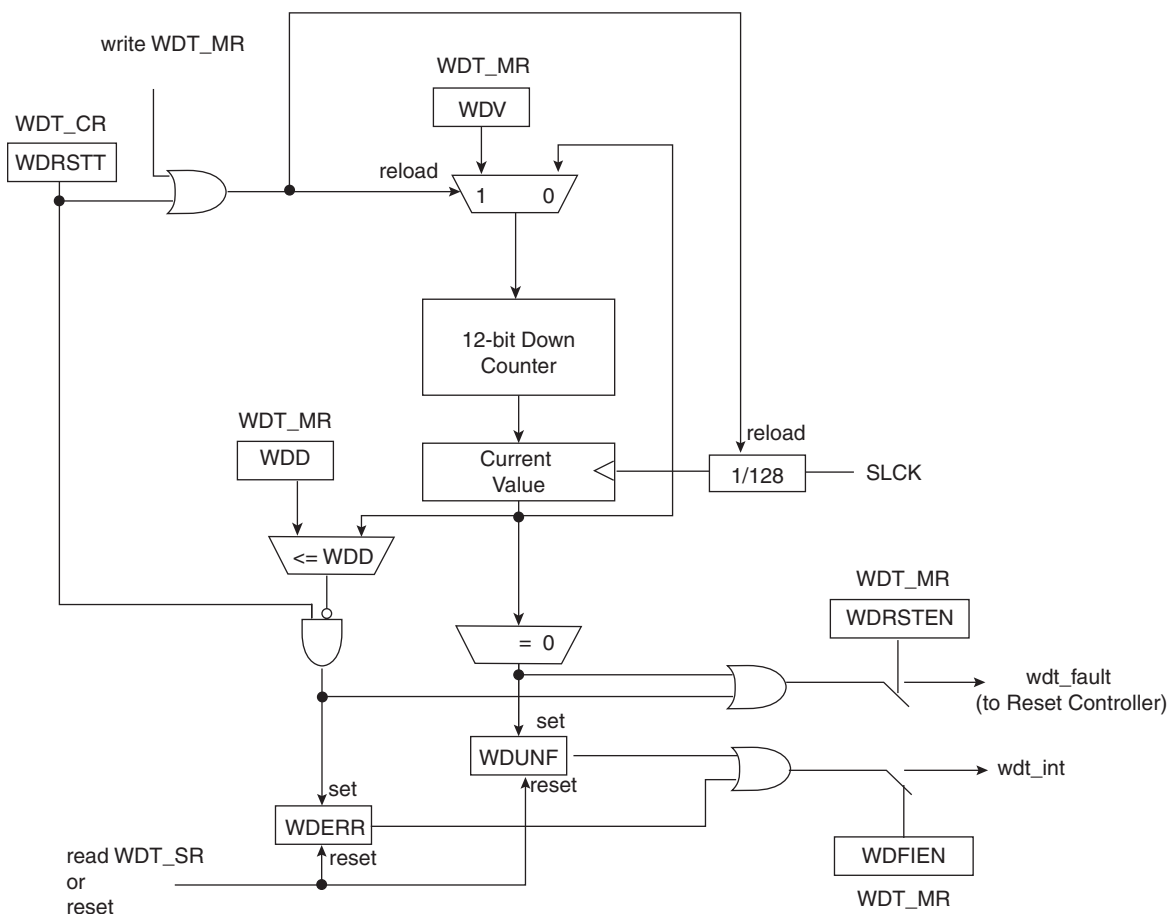 write WDT_MR
WDT_MR
WDV
WDT_CR
WDRSTT
reload
1 0
12-bit Down
Counter
WDT_MR
WDD
Current
Value
reload
1/128
SLCK
<= WDD
= 0
WDT_MR
WDRSTEN
wdt_fault
(to Reset Controller)
set
WDUNF
reset
wdt_int
set
WDERR
reset
WDFIEN
WDT_MR
read WDT_SR
or
reset